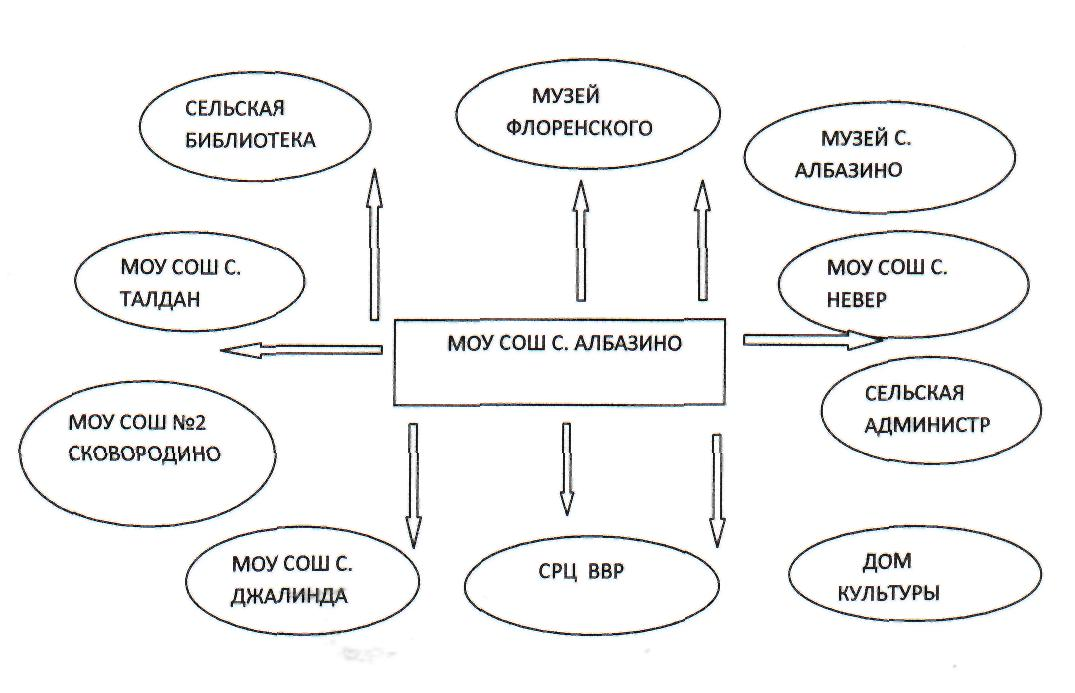 СЕЛЬСКАЯ
БИБЛИОТЕКА
МУЗЕЙ
ФЛОРЕНСКОГО
МУЗЕЙ С.
АЛБАЗИНО
МОУ СОШ С.
ТАЛДАН
МОУ СОШ С.
НЕВЕР
МОУ СОШ С. АЛБАЗИНО
МОУ СОШ №2
СКОВОРОДИНО
СЕЛЬСКАЯ
АДМИНИСТР
МОУ СОШ С.
ДЖАЛИНДА
СРЦ ВВР
ДОМ
КУЛЬТУРЫ